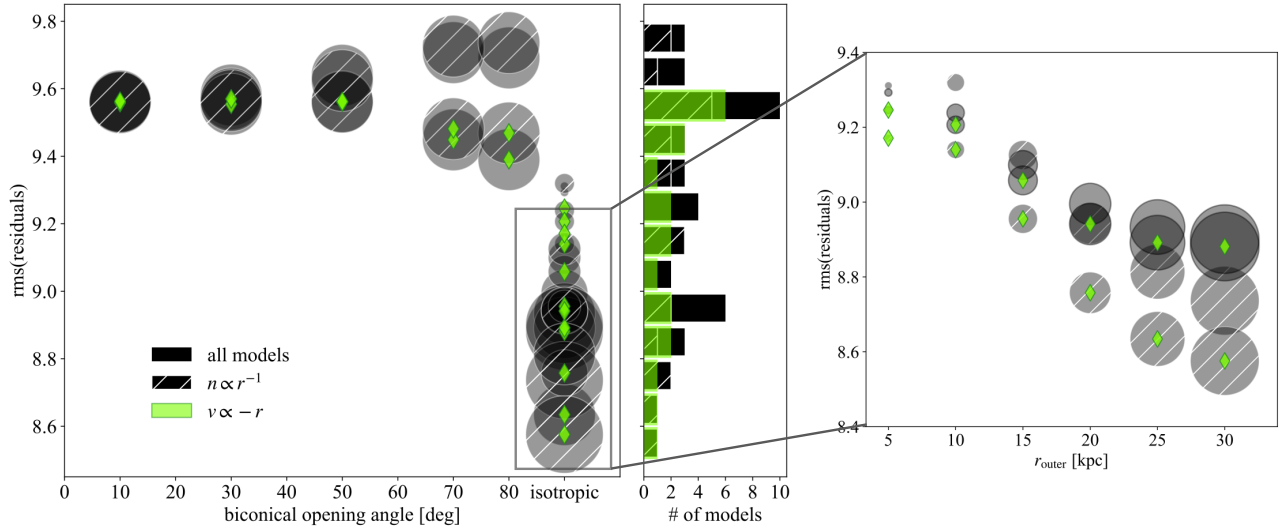 9.8
9.6
9.4
9.2
9.0
8.8
8.6
rms(residuals)
all models
n ∝ r⁻¹
v ∝ −r
0 10 20 30 40 50 60 70 80 isotropic
biconical opening angle [deg]
0 2 4 6 8 10
# of models
9.4
9.2
9.0
8.8
8.6
8.4
rms(residuals)
5 10 15 20 25 30
r_outer [kpc]